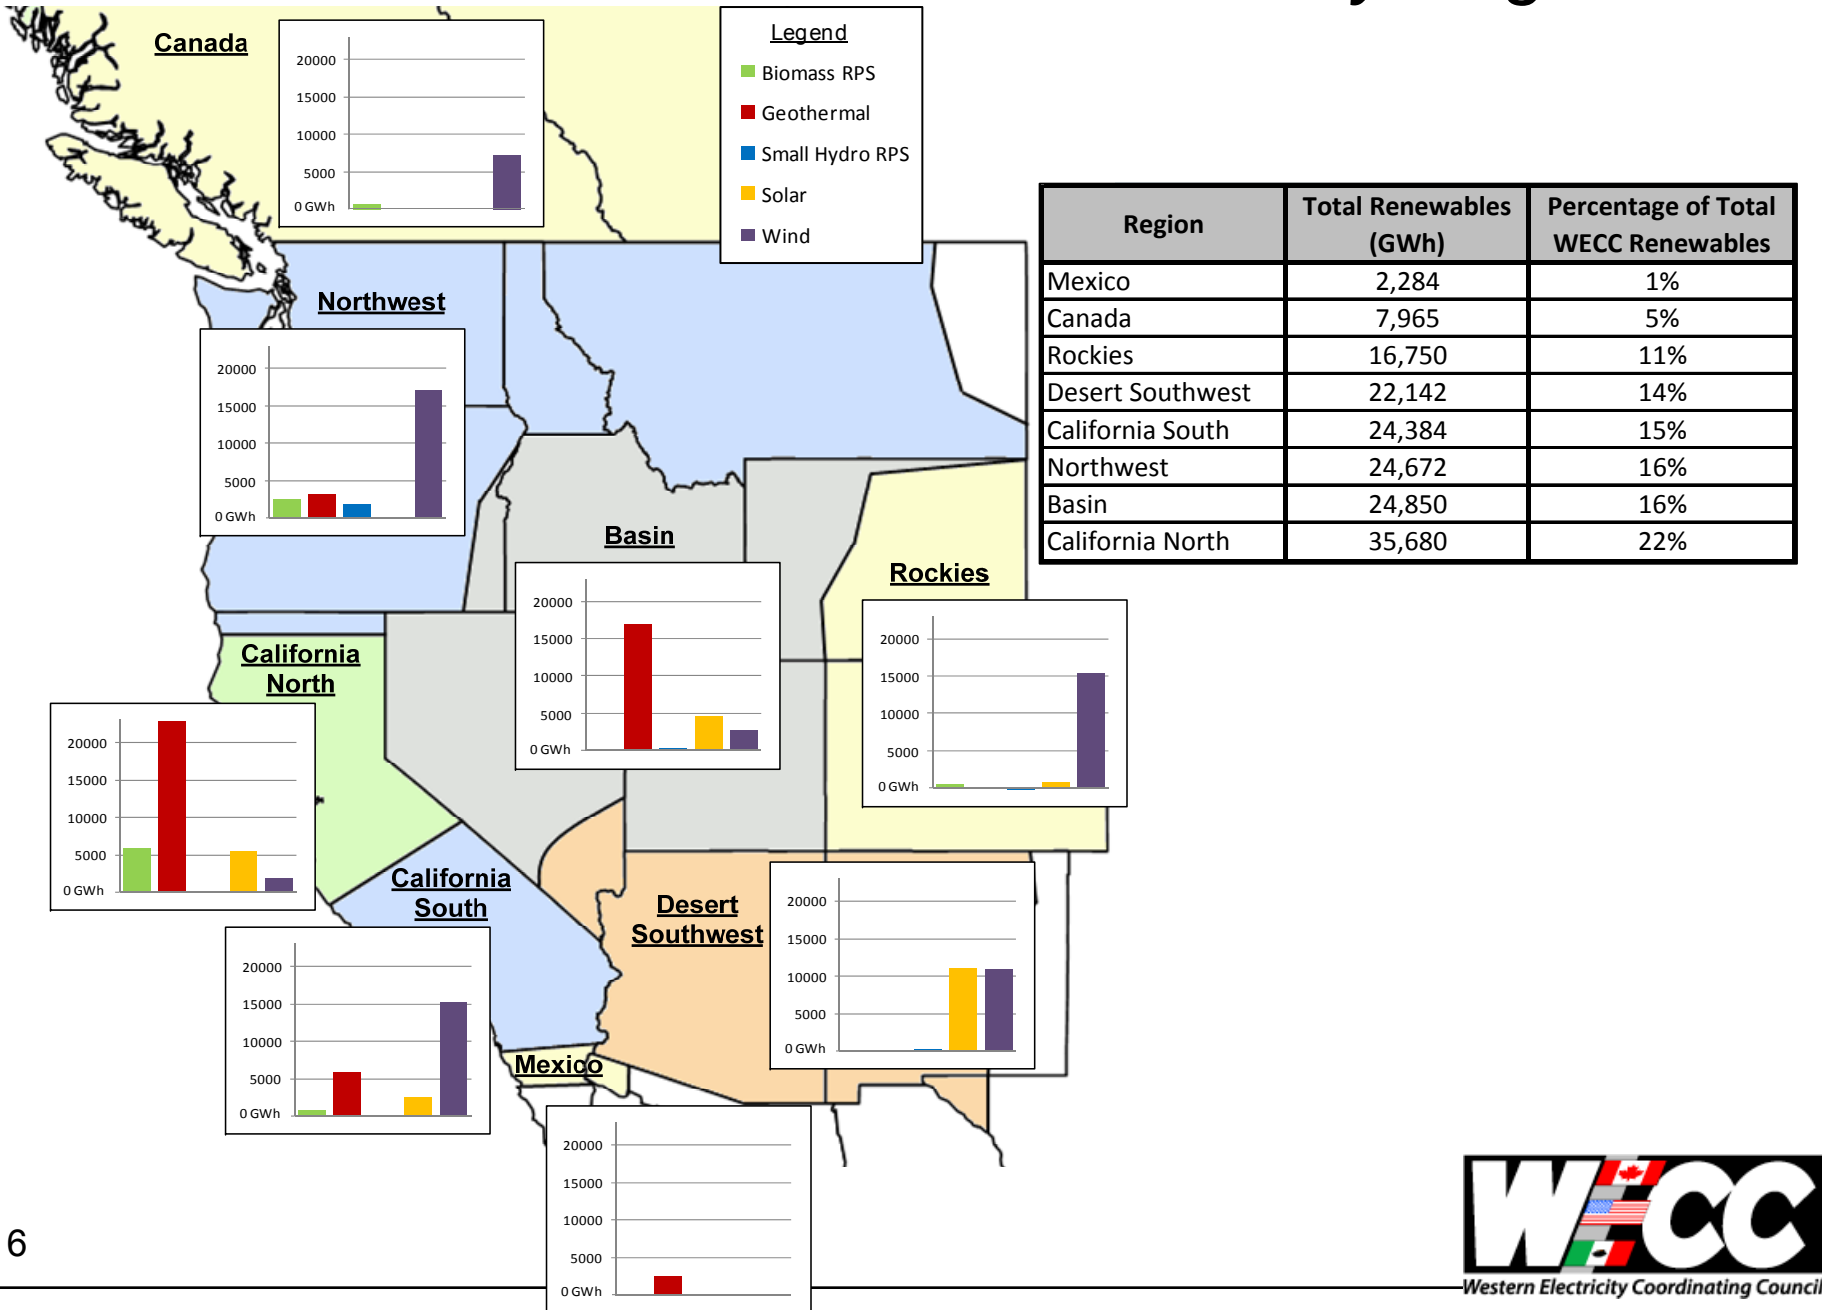 Canada
20000
15000
10000
5000
0 GWh
Legend
Biomass RPS
Geothermal
Small Hydro RPS
Solar
Wind
Region Total Renewables (GWh) Percentage of Total WECC Renewables
Mexico 2,284 1%
Canada 7,965 5%
Rockies 16,750 11%
Desert Southwest 22,142 14%
California South 24,384 15%
Northwest 24,672 16%
Basin 24,850 16%
California North 35,680 22%
Northwest
20000
15000
10000
5000
0 GWh
Basin
20000
15000
10000
5000
0 GWh
Rockies
20000
15000
10000
5000
0 GWh
California
North
20000
15000
10000
5000
0 GWh
California
South
20000
15000
10000
5000
0 GWh
Desert
Southwest
20000
15000
10000
5000
0 GWh
Mexico
20000
15000
10000
5000
0 GWh
6
WECC
Western Electricity Coordinating Council